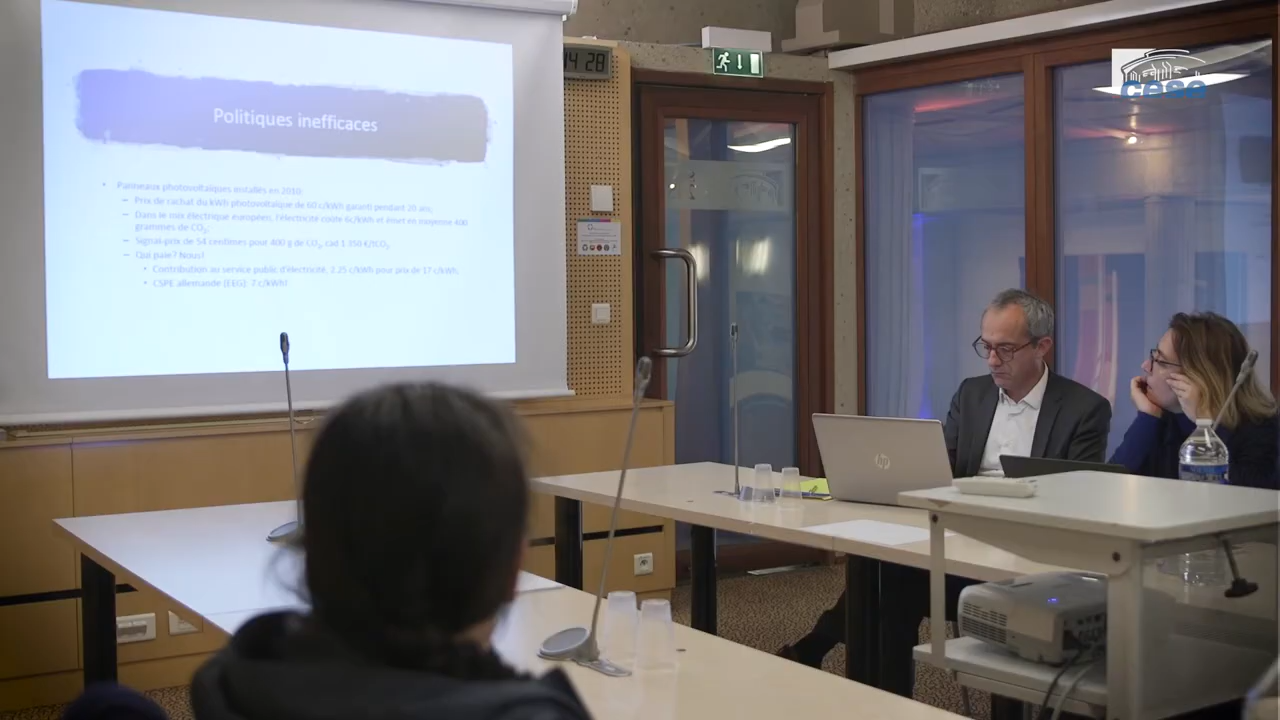 14 28
cese
Politiques inefficaces
• Panneaux photovoltaïques installés en 2010:
– Prix de rachat du kWh photovoltaïque de 60 c/kWh garanti pendant 20 ans,
– Dans le mix électrique européen, l'électricité coûte 6c/kWh et émet en moyenne 400
grammes de CO2,
– Signal-prix de 54 centimes pour 400 g de CO2, cad 1 350 €/tCO2
– Qui paie? Nous!
• Contribution au service public d'électricité, 2.25 c/kWh pour prix de 17 c/kWh
• CSPE allemande (EEG): 7 c/kWh!
hp